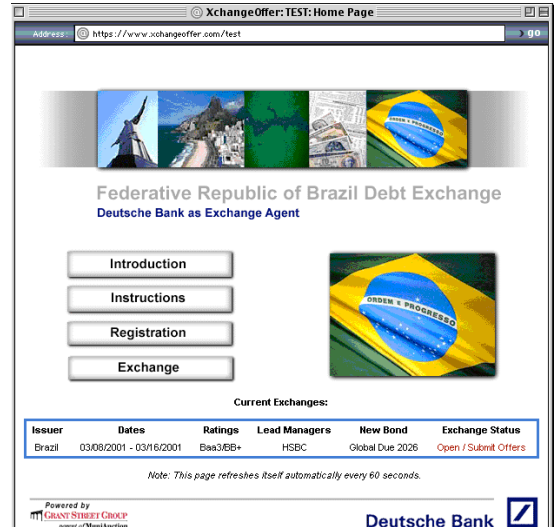 XchangeOffer: TEST: Home Page
Address: https://www.xchangeoffer.com/test go
ORDEM E PROGRESSO
Federative Republic of Brazil Debt Exchange
Deutsche Bank as Exchange Agent
Introduction
Instructions
Registration
Exchange
ORDEM E PROGRESSO
Current Exchanges:
Issuer Dates Ratings Lead Managers New Bond Exchange Status
Brazil 03/08/2001 - 03/16/2001 Baa3/BB+ HSBC Global Due 2026 Open / Submit Offers
Note: This page refreshes itself automatically every 60 seconds.
Powered by
GRANT STREET GROUP
parent of MuniAuction
Deutsche Bank